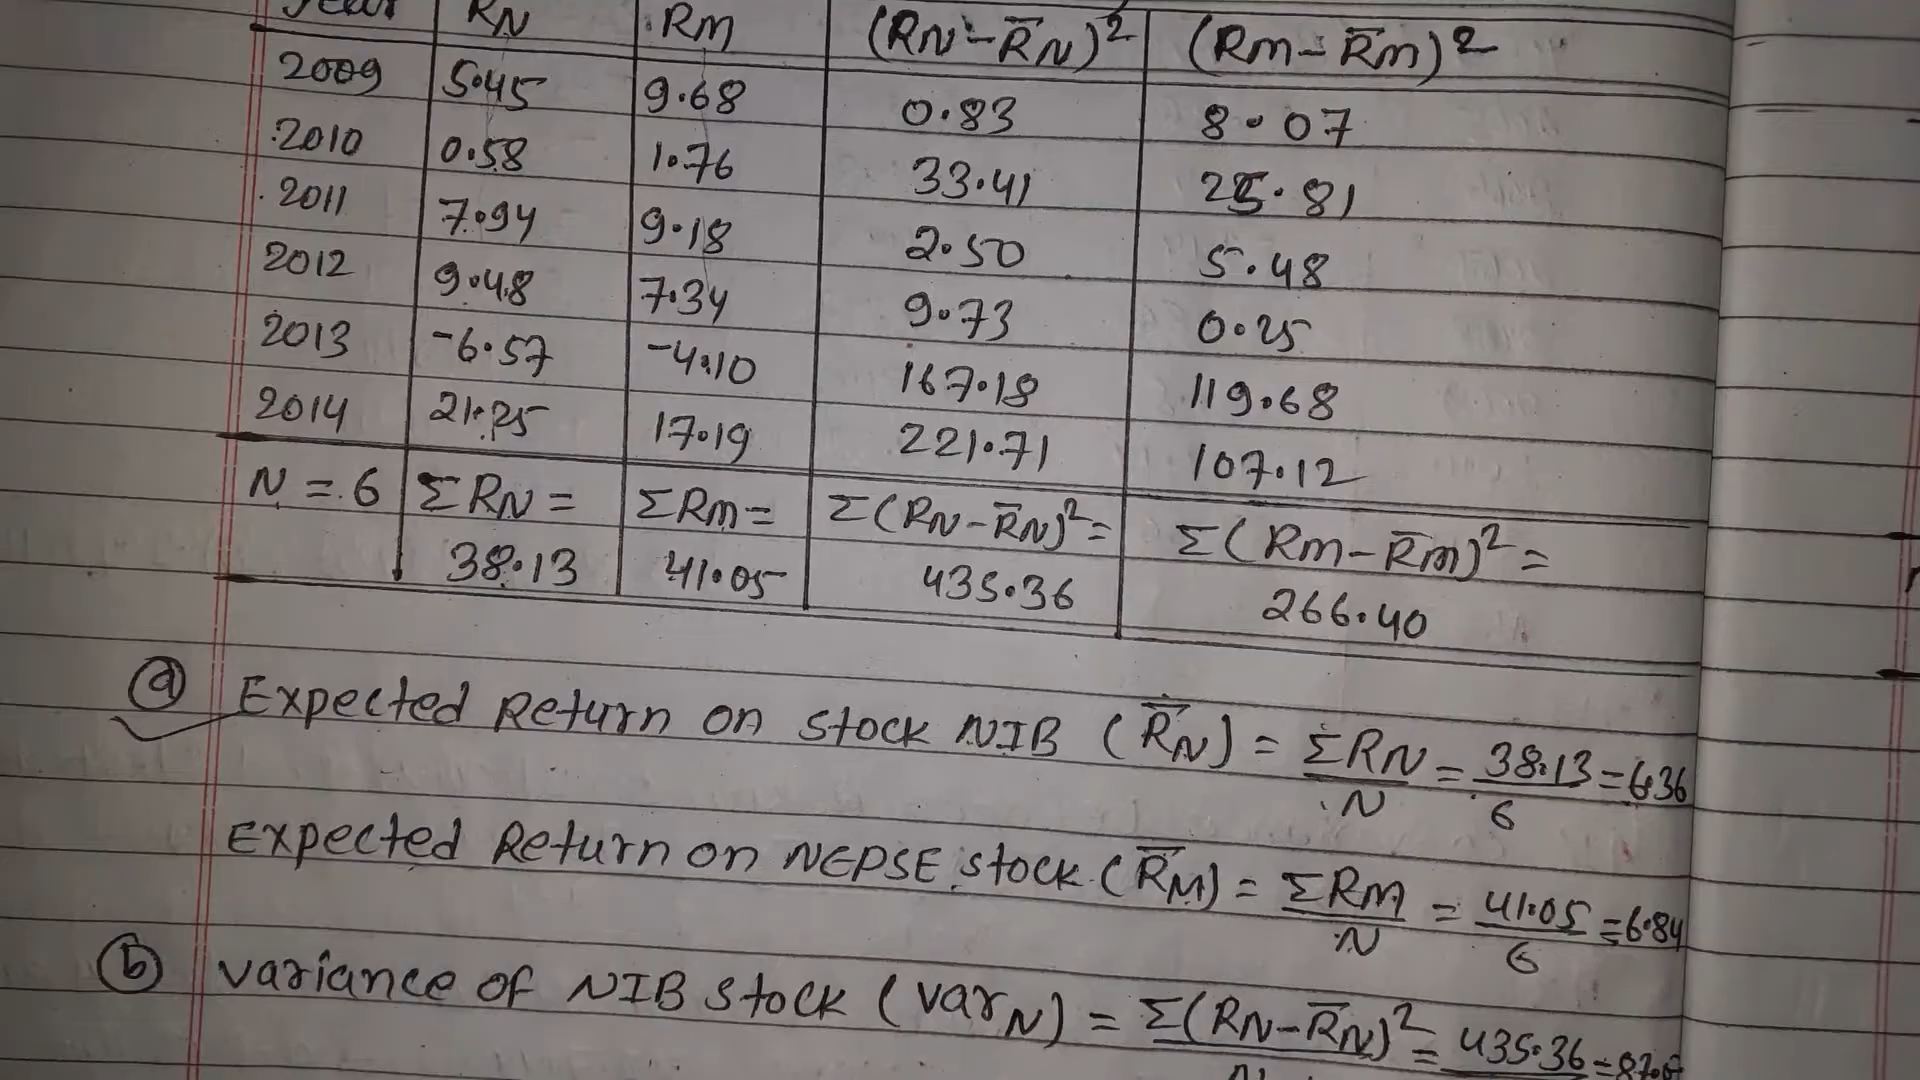 Year RN RM (RN-R̅N)² (Rm-R̅m)²
2009 5.45 9.68 0.83 8.07
2010 0.58 1.76 33.41 25.81
2011 7.94 9.18 2.50 5.48
2012 9.48 7.34 9.73 0.25
2013 -6.57 -4.10 167.18 119.68
2014 21.25 17.19 221.71 107.12
N = 6 ΣRN = ΣRm = Σ(RN-R̅N)² = Σ(Rm-R̅m)² =
38.13 41.05 435.36 266.40
(a) Expected Return on stock NIB (R̅N) = ΣRN/N = 38.13/6 = 6.36
Expected Return on NEPSE stock (R̅M) = ΣRM/N = 41.05/6 = 6.84
(b) variance of NIB stock (varN) = Σ(RN-R̅N)² = 435.36 =